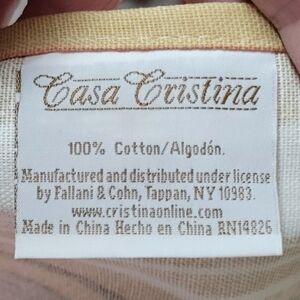 Casa Cristina
100% Cotton/Algodón.
Manufactured and distributed under license
by Fallani & Cohn, Tappan, NY 10983.
www.cristinaonline.com
Made in China Hecho en China RN14826